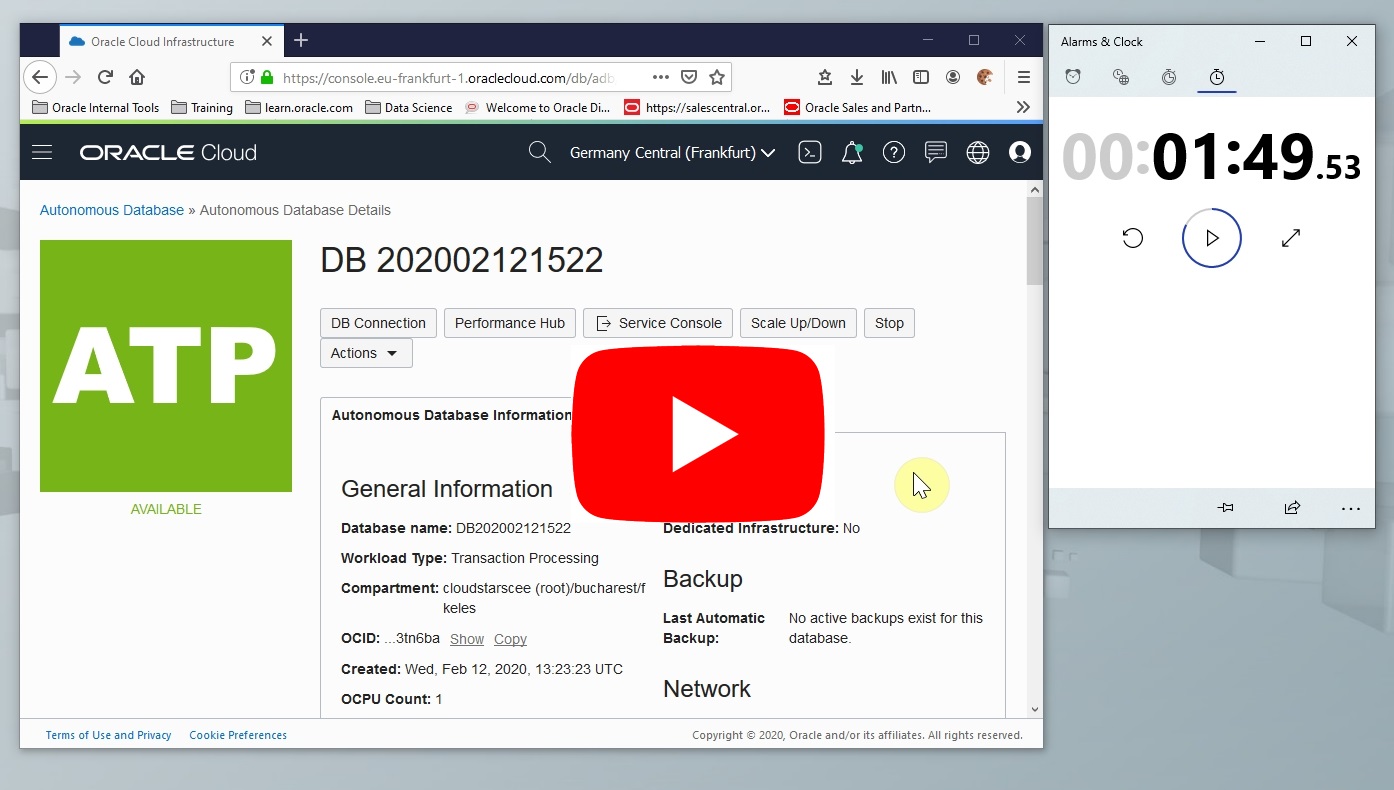 Oracle Cloud Infrastructure
https://console.eu-frankfurt-1.oraclecloud.com/db/adb
Oracle Internal Tools Training learn.oracle.com Data Science Welcome to Oracle Di... https://salescentral.or... Oracle Sales and Partn...
ORACLE Cloud Germany Central (Frankfurt)
Autonomous Database » Autonomous Database Details
ATP
AVAILABLE
DB 202002121522
DB Connection Performance Hub Service Console Scale Up/Down Stop
Actions
Autonomous Database Information
General Information
Database name: DB202002121522
Workload Type: Transaction Processing
Compartment: cloudstarscee (root)/bucharest/f
keles
OCID: ...3tn6ba Show Copy
Created: Wed, Feb 12, 2020, 13:23:23 UTC
OCPU Count: 1
Dedicated Infrastructure: No
Backup
Last Automatic Backup: No active backups exist for this database.
Network
Terms of Use and Privacy Cookie Preferences Copyright © 2020, Oracle and/or its affiliates. All rights reserved.
Alarms & Clock
00:01:49.53